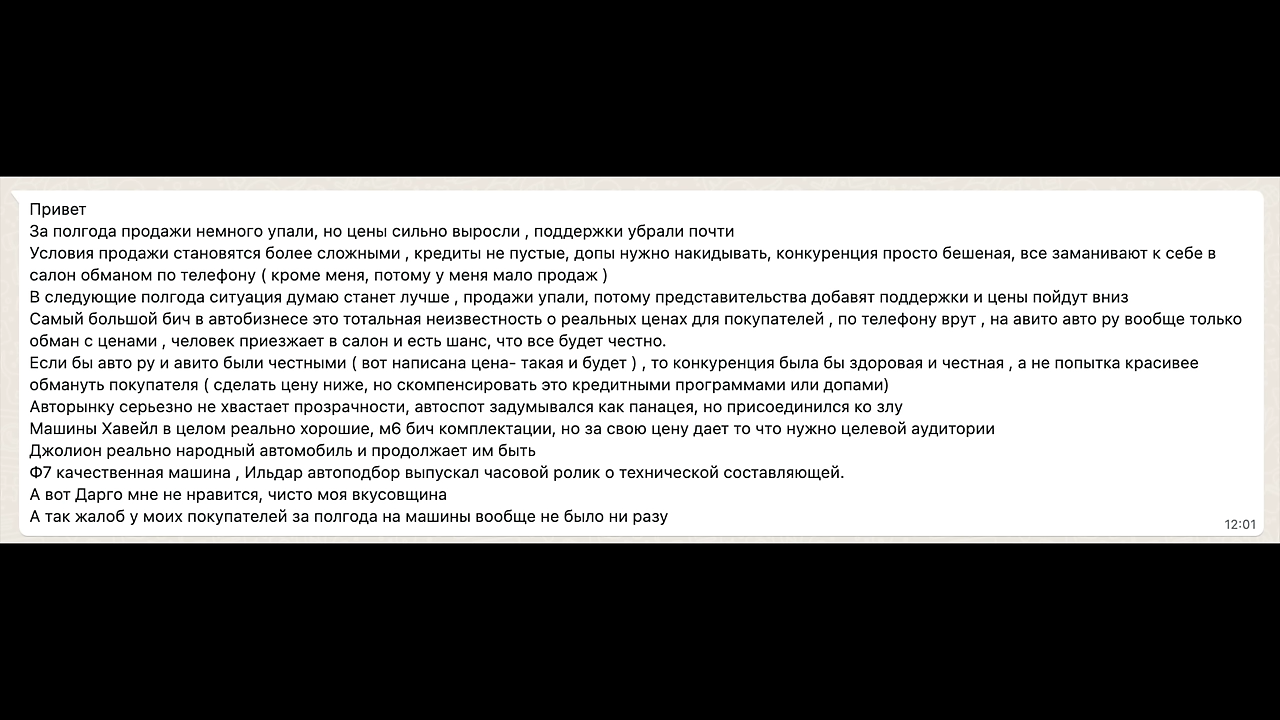 Привет
За полгода продажи немного упали, но цены сильно выросли , поддержки убрали почти
Условия продажи становятся более сложными , кредиты не пустые, допы нужно накидывать, конкуренция просто бешеная, все заманивают к себе в
салон обманом по телефону ( кроме меня, потому у меня мало продаж )
В следующие полгода ситуация думаю станет лучше , продажи упали, потому представительства добавят поддержки и цены пойдут вниз
Самый большой бич в автобизнесе это тотальная неизвестность о реальных ценах для покупателей , по телефону врут , на авито авто ру вообще только
обман с ценами , человек приезжает в салон и есть шанс, что все будет честно.
Если бы авто ру и авито были честными ( вот написана цена- такая и будет ) , то конкуренция была бы здоровая и честная , а не попытка красивее
обмануть покупателя ( сделать цену ниже, но скомпенсировать это кредитными программами или допами)
Авторынку серьезно не хвастает прозрачности, автоспот задумывался как панацея, но присоединился ко злу
Машины Хавейл в целом реально хорошие, м6 бич комплектации, но за свою цену дает то что нужно целевой аудитории
Джолион реально народный автомобиль и продолжает им быть
Ф7 качественная машина , Ильдар автоподбор выпускал часовой ролик о технической составляющей.
А вот Дарго мне не нравится, чисто моя вкусовщина
А так жалоб у моих покупателей за полгода на машины вообще не было ни разу
12:01